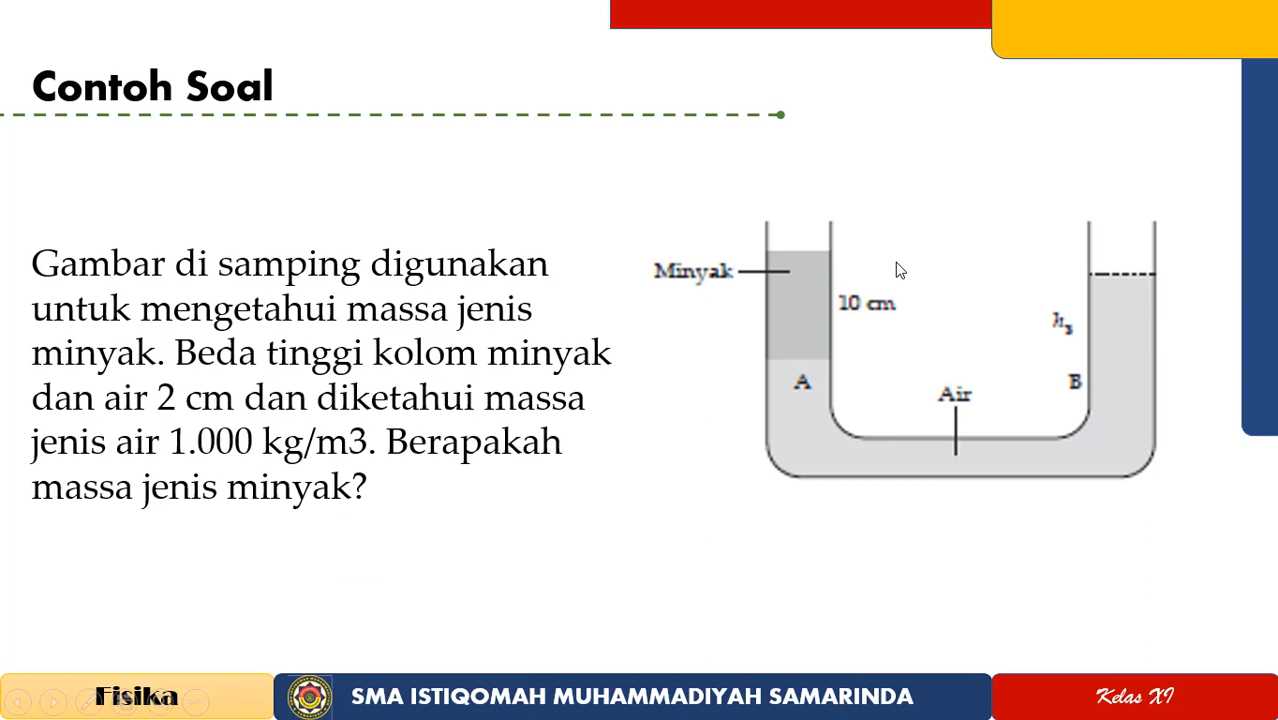 Contoh Soal
Gambar di samping digunakan
untuk mengetahui massa jenis
minyak. Beda tinggi kolom minyak
dan air 2 cm dan diketahui massa
jenis air 1.000 kg/m3. Berapakah
massa jenis minyak?
Minyak
10 cm
h₃
A
B
Air
Fisika
SMA ISTIQOMAH MUHAMMADIYAH SAMARINDA
Kelas XI